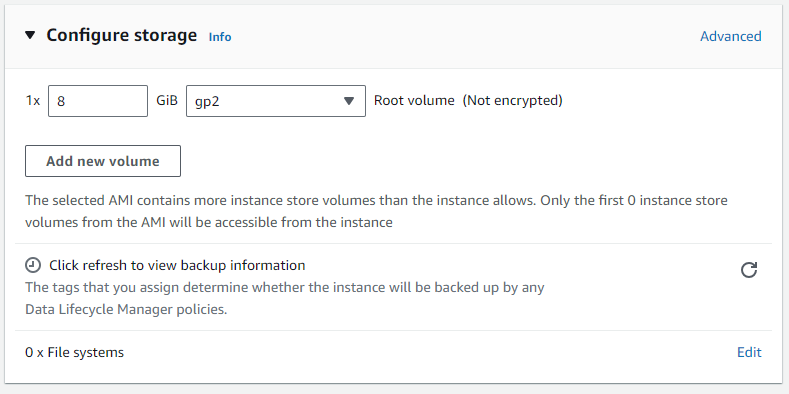 Configure storage Info Advanced
1x 8 GiB gp2 Root volume (Not encrypted)
Add new volume
The selected AMI contains more instance store volumes than the instance allows. Only the first 0 instance store
volumes from the AMI will be accessible from the instance
Click refresh to view backup information
The tags that you assign determine whether the instance will be backed up by any
Data Lifecycle Manager policies.
0 x File systems Edit